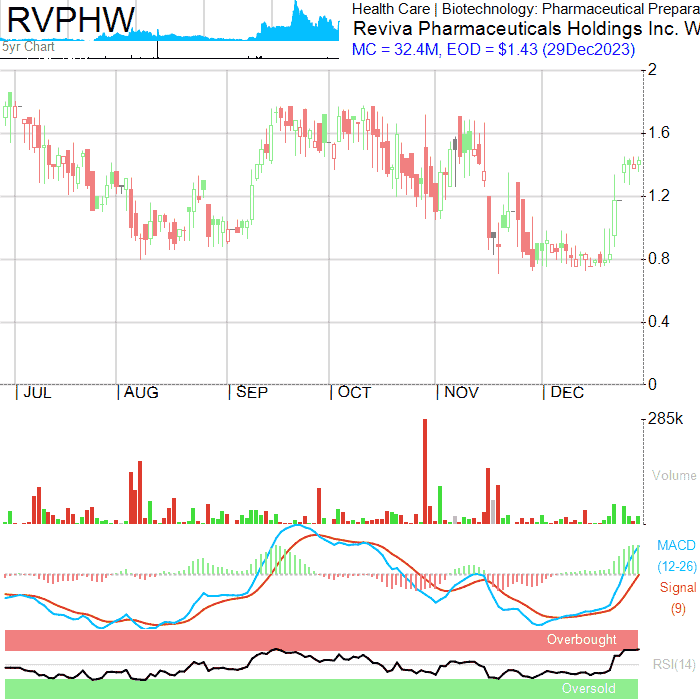 RVPHW
5yr Chart
Health Care | Biotechnology: Pharmaceutical Prepara
Reviva Pharmaceuticals Holdings Inc. W
MC = 32.4M, EOD = $1.43 (29Dec2023)
2
1.6
1.2
0.8
0.4
0
| JUL | AUG | SEP | OCT | NOV | DEC
285k
Volume
MACD
(12-26)
Signal
(9)
Overbought
RSI(14)
Oversold